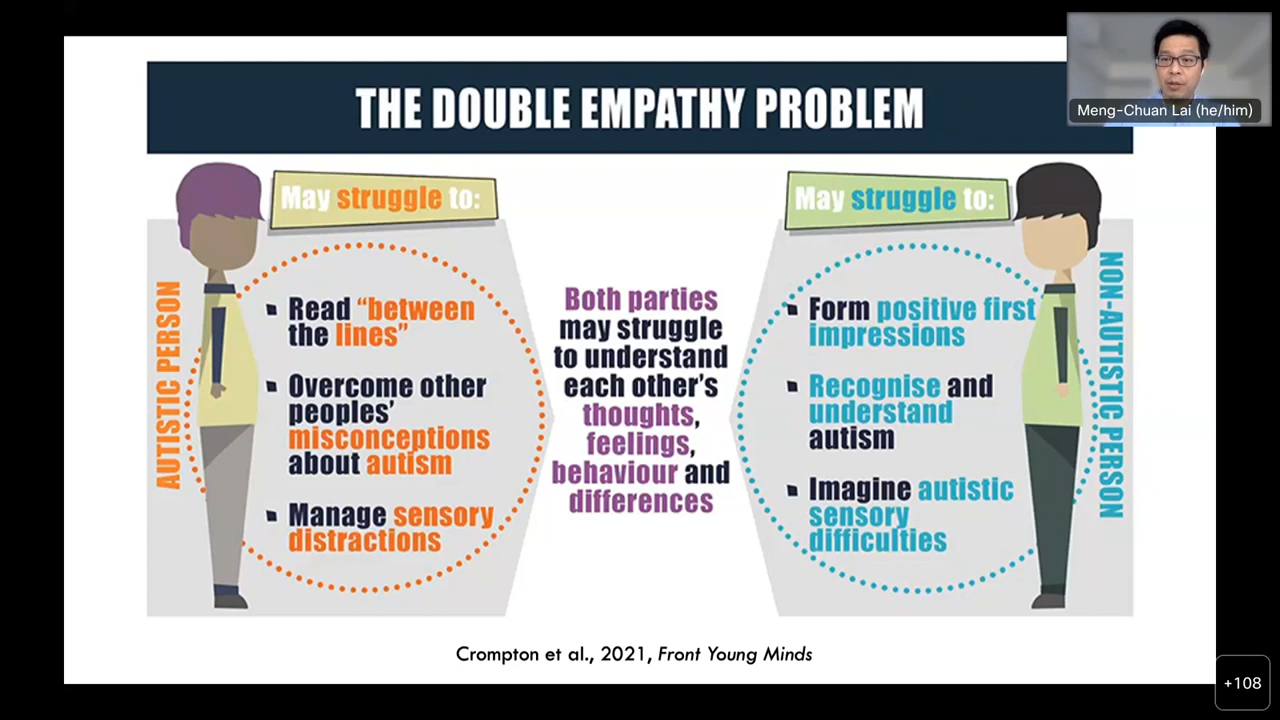 THE DOUBLE EMPATHY PROBLEM
Meng-Chuan Lai (he/him)
May struggle to:
AUTISTIC PERSON
Read “between
the lines”
Overcome other
peoples’
misconceptions
about autism
Manage sensory
distractions
Both parties
may struggle
to understand
each other’s
thoughts,
feelings,
behaviour and
differences
May struggle to:
Form positive first
impressions
Recognise and
understand
autism
Imagine autistic
sensory
difficulties
NON-AUTISTIC PERSON
Crompton et al., 2021, Front Young Minds
+108